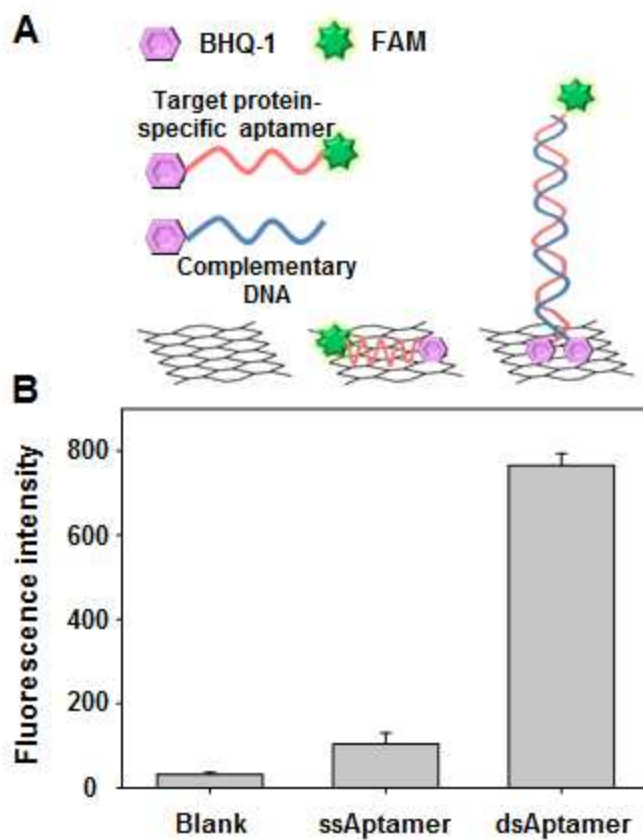 A
BHQ-1
FAM
Target protein-
specific aptamer
Complementary
DNA
B
Fluorescence intensity
800
600
400
200
0
Blank
ssAptamer
dsAptamer